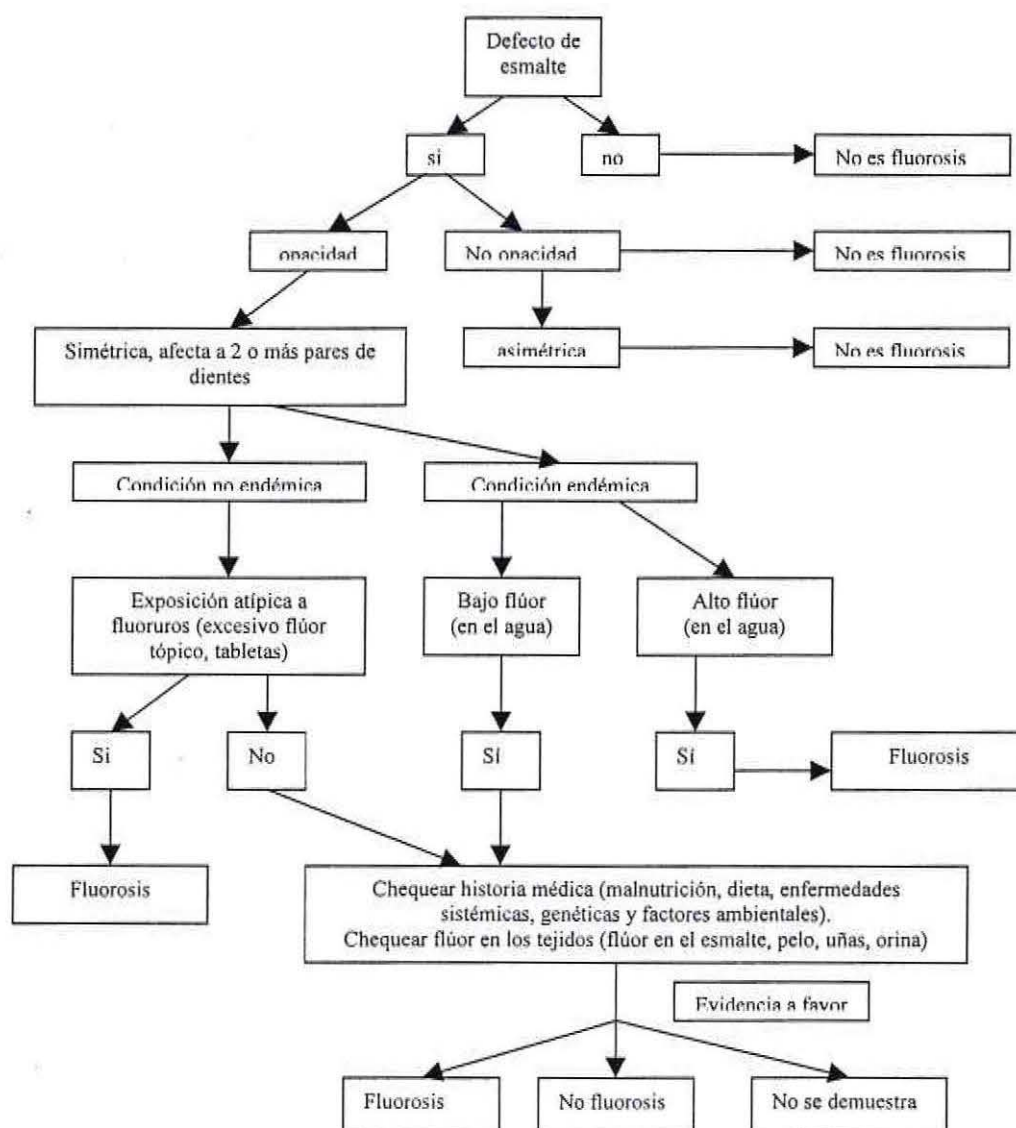 Defecto de
esmalte
si
no
No es fluorosis
opacidad
No opacidad
No es fluorosis
Simétrica, afecta a 2 o más pares de
dientes
asimétrica
No es fluorosis
Condición no endémica
Condición endémica
Exposición atípica a
fluoruros (excesivo flúor
tópico, tabletas)
Bajo flúor
(en el agua)
Alto flúor
(en el agua)
Si
No
Sí
Sí
Fluorosis
Fluorosis
Chequear historia médica (malnutrición, dieta, enfermedades
sistémicas, genéticas y factores ambientales).
Chequear flúor en los tejidos (flúor en el esmalte, pelo, uñas, orina)
Evidencia a favor
Fluorosis
No fluorosis
No se demuestra